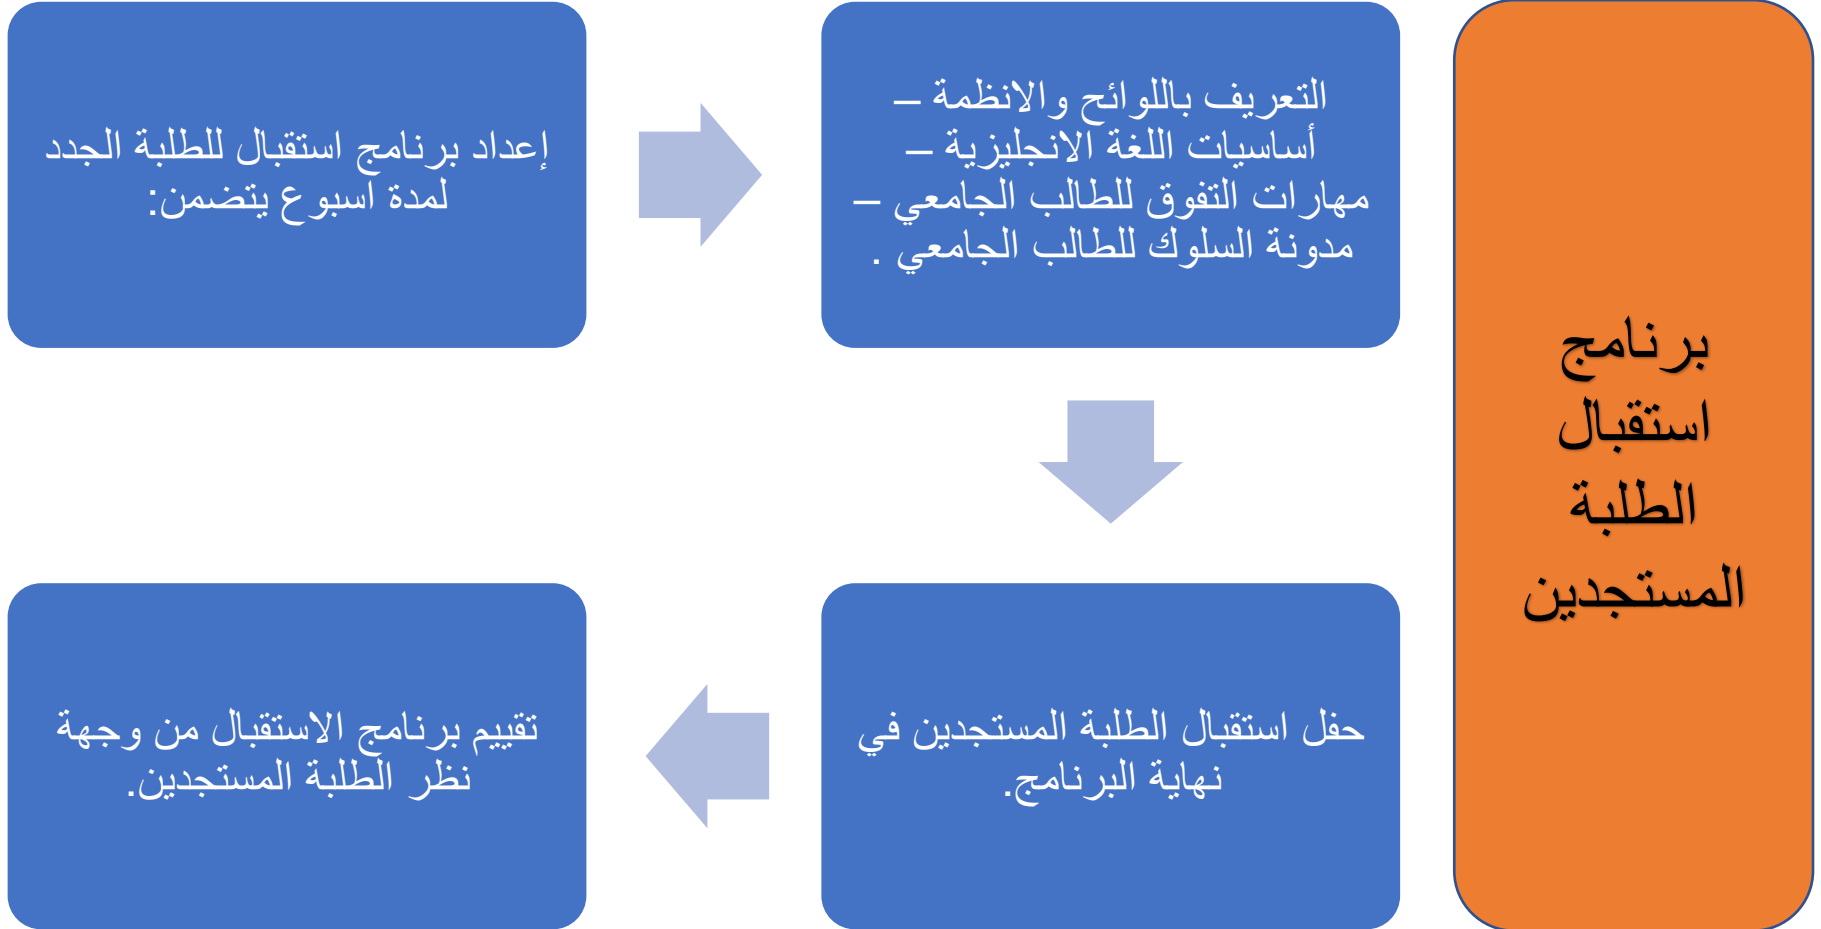 برنامج
استقبال
الطلبة
المستجدين
إعداد برنامج استقبال للطلبة الجدد
لمدة اسبوع يتضمن:
التعريف باللوائح والانظمة –
أساسيات اللغة الانجليزية –
مهارات التفوق للطالب الجامعي –
مدونة السلوك للطالب الجامعي .
حفل استقبال الطلبة المستجدين في
نهاية البرنامج.
تقييم برنامج الاستقبال من وجهة
نظر الطلبة المستجدين.